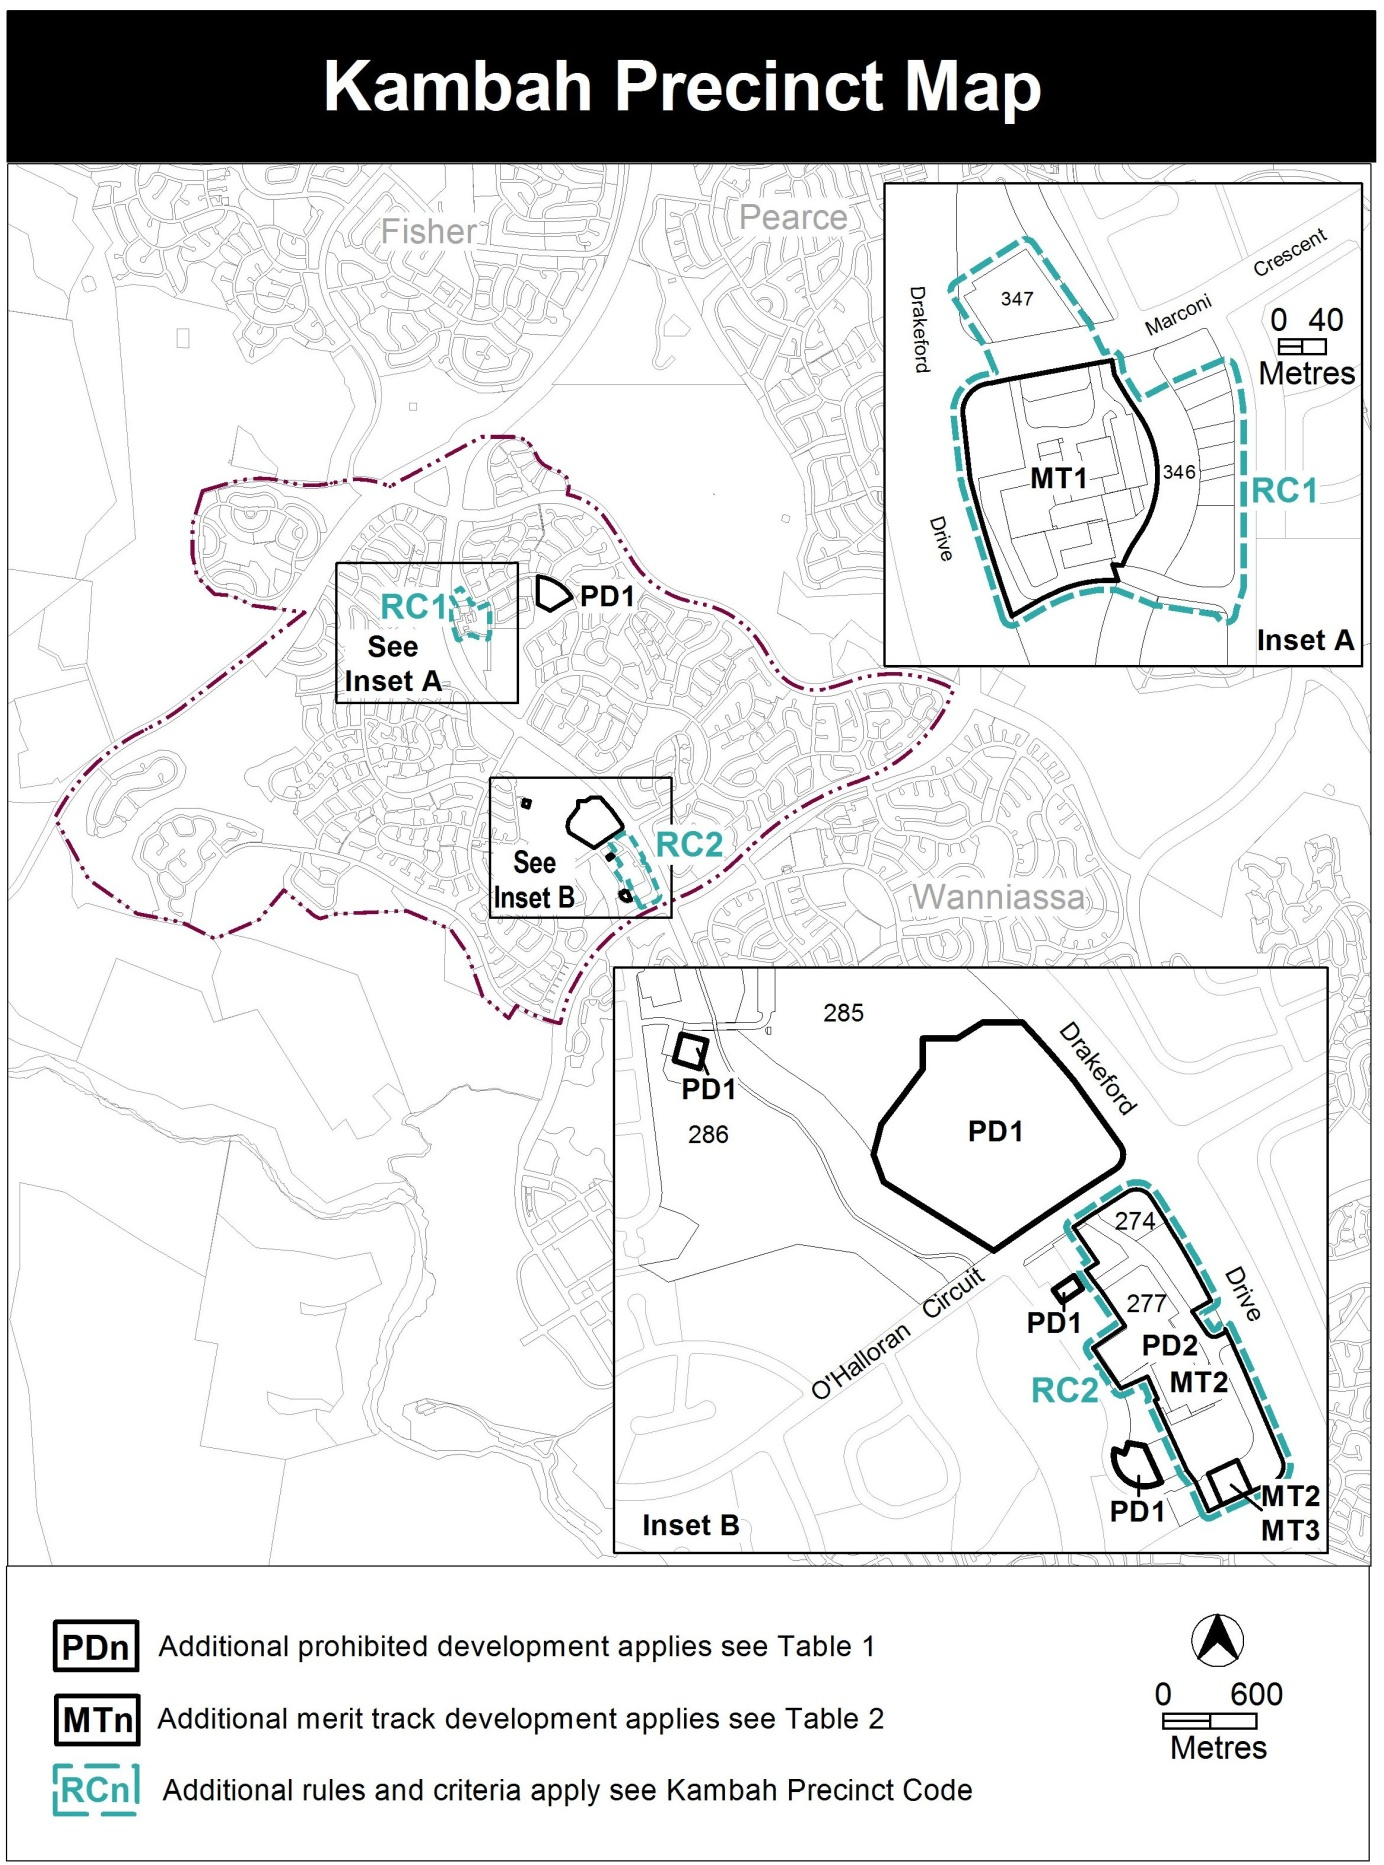 Kambah Precinct Map
Fisher
Pearce
RC1
See
Inset A
PD1
See
Inset B
RC2
Wanniassa
347
Drakeford
Drive
Marconi
Crescent
0 40
Metres
MT1
346
RC1
Inset A
285
PD1
286
PD1
Drakeford
Drive
274
277
PD1
PD2
MT2
RC2
O'Halloran Circuit
PD1
MT2
MT3
Inset B
PDn Additional prohibited development applies see Table 1
MTn Additional merit track development applies see Table 2
RCn Additional rules and criteria apply see Kambah Precinct Code
0 600
Metres